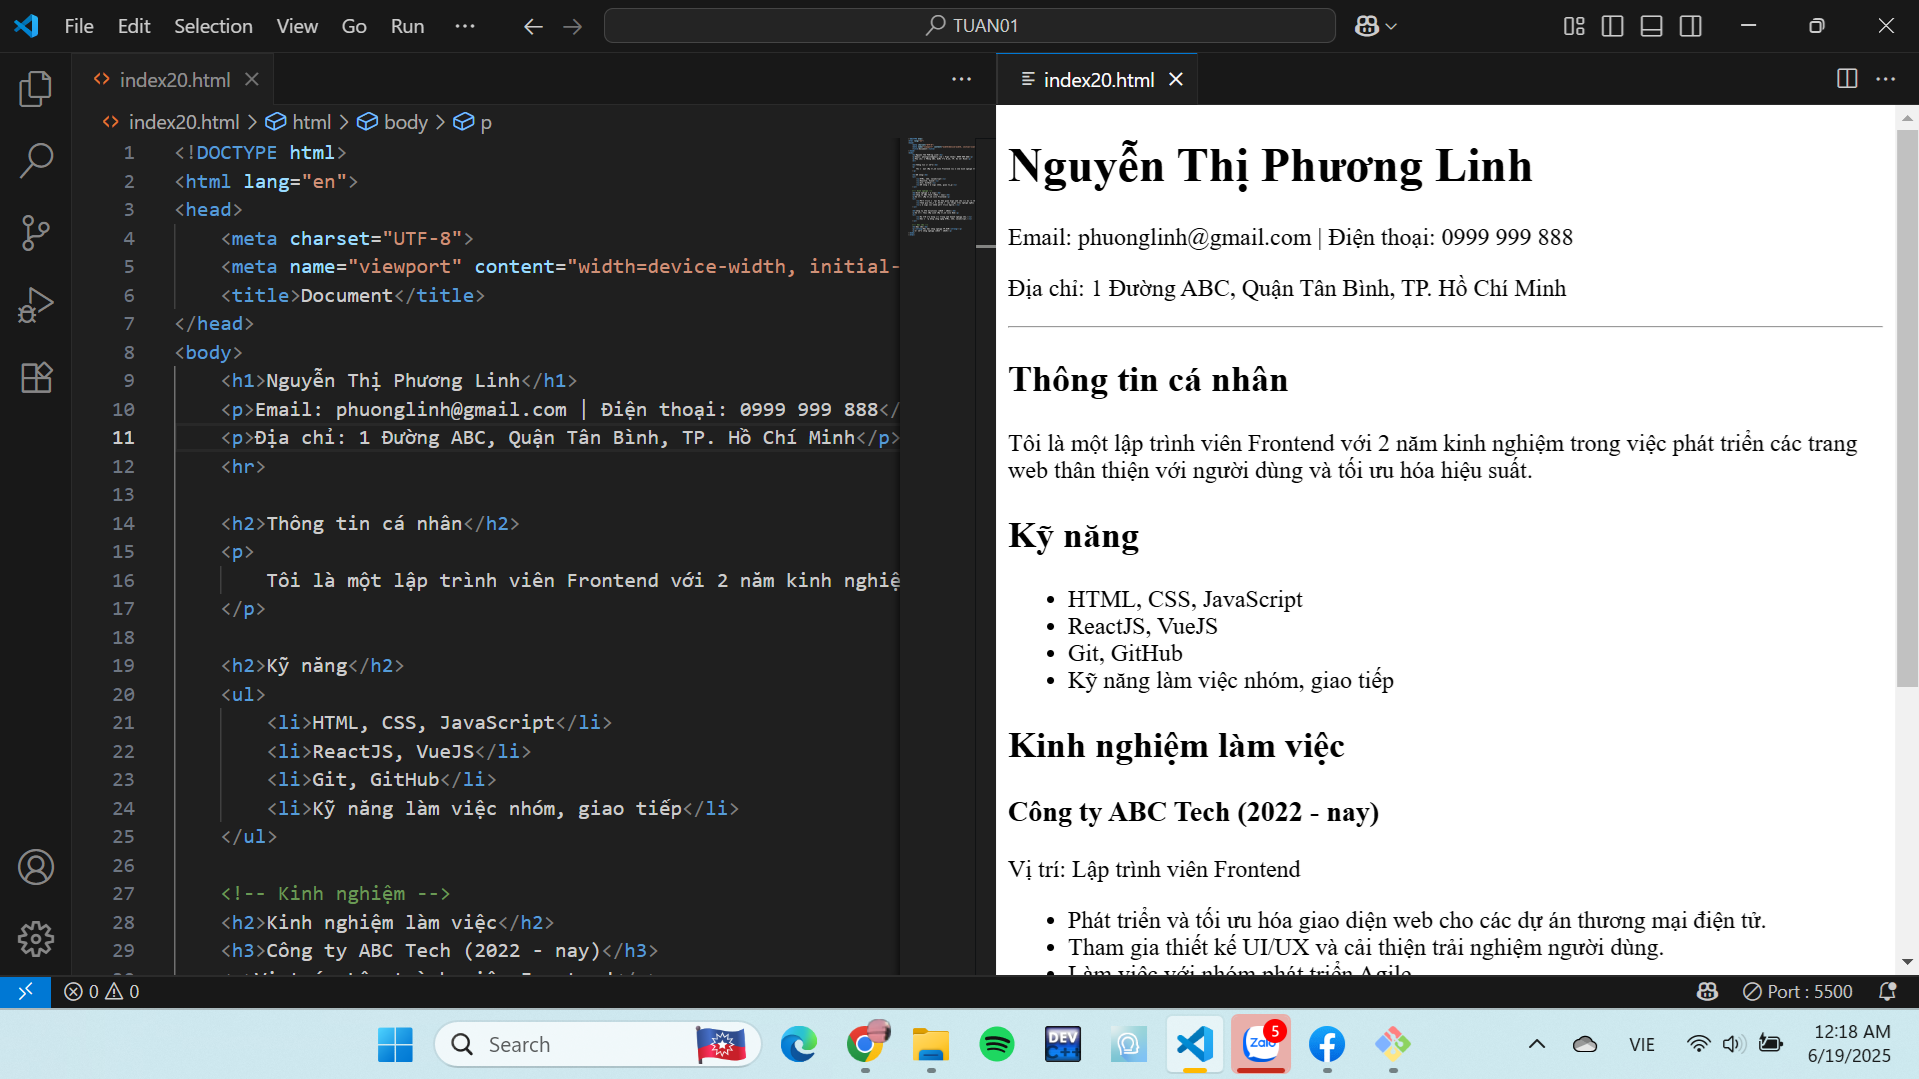 File Edit Selection View Go Run ··· TUAN01
index20.html
index20.html > html > body > p
1 <!DOCTYPE html>
2 <html lang="en">
3 <head>
4 <meta charset="UTF-8">
5 <meta name="viewport" content="width=device-width, initial-
6 <title>Document</title>
7 </head>
8 <body>
9 <h1>Nguyễn Thị Phương Linh</h1>
10 <p>Email: phuonglinh@gmail.com | Điện thoại: 0999 999 888</
11 <p>Địa chỉ: 1 Đường ABC, Quận Tân Bình, TP. Hồ Chí Minh</p>
12 <hr>
13
14 <h2>Thông tin cá nhân</h2>
15 <p>
16 Tôi là một lập trình viên Frontend với 2 năm kinh nghiệ
17 </p>
18
19 <h2>Kỹ năng</h2>
20 <ul>
21 <li>HTML, CSS, JavaScript</li>
22 <li>ReactJS, VueJS</li>
23 <li>Git, GitHub</li>
24 <li>Kỹ năng làm việc nhóm, giao tiếp</li>
25 </ul>
26
27 <!-- Kinh nghiệm -->
28 <h2>Kinh nghiệm làm việc</h2>
29 <h3>Công ty ABC Tech (2022 - nay)</h3>
index20.html
Nguyễn Thị Phương Linh
Email: phuonglinh@gmail.com | Điện thoại: 0999 999 888
Địa chỉ: 1 Đường ABC, Quận Tân Bình, TP. Hồ Chí Minh
Thông tin cá nhân
Tôi là một lập trình viên Frontend với 2 năm kinh nghiệm trong việc phát triển các trang
web thân thiện với người dùng và tối ưu hóa hiệu suất.
Kỹ năng
• HTML, CSS, JavaScript
• ReactJS, VueJS
• Git, GitHub
• Kỹ năng làm việc nhóm, giao tiếp
Kinh nghiệm làm việc
Công ty ABC Tech (2022 - nay)
Vị trí: Lập trình viên Frontend
• Phát triển và tối ưu hóa giao diện web cho các dự án thương mại điện tử.
• Tham gia thiết kế UI/UX và cải thiện trải nghiệm người dùng.
• Làm việc với nhóm phát triển Agile
0 0 Port : 5500
Search DEV C++ Zalo 5 VIE
12:18 AM
6/19/2025